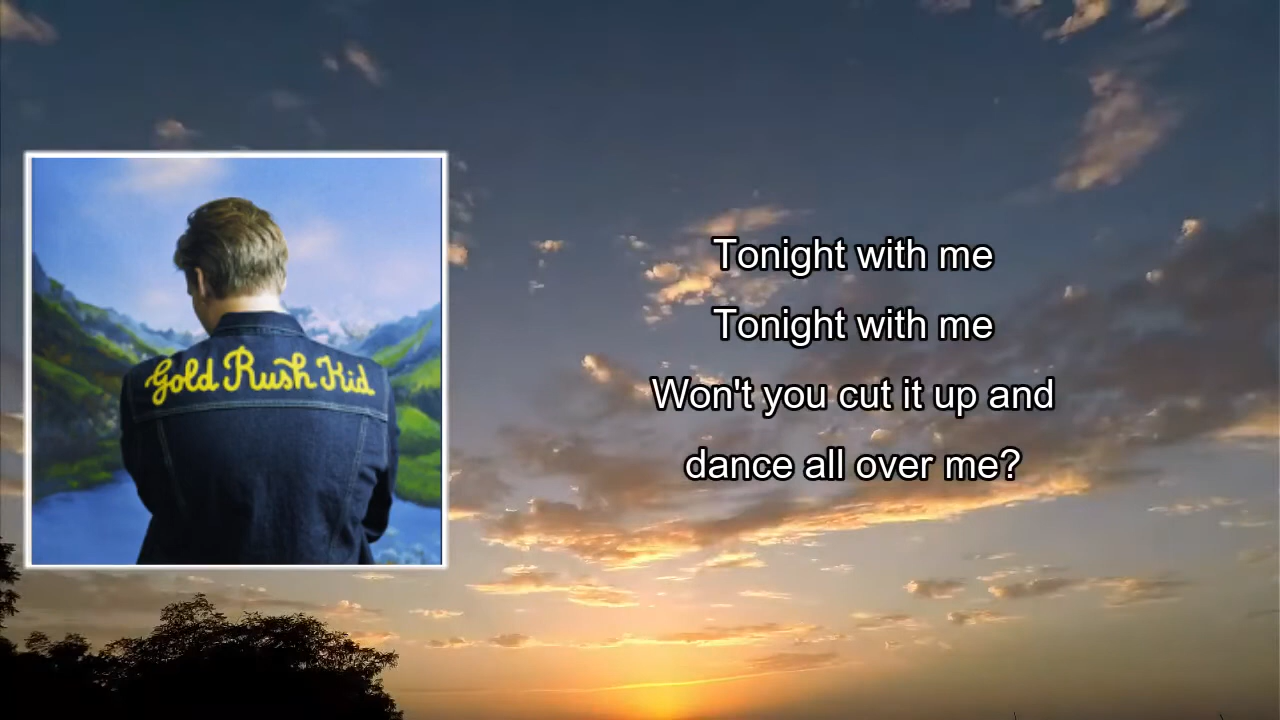 Gold Rush Kid
Tonight with me
Tonight with me
Won't you cut it up and
dance all over me?